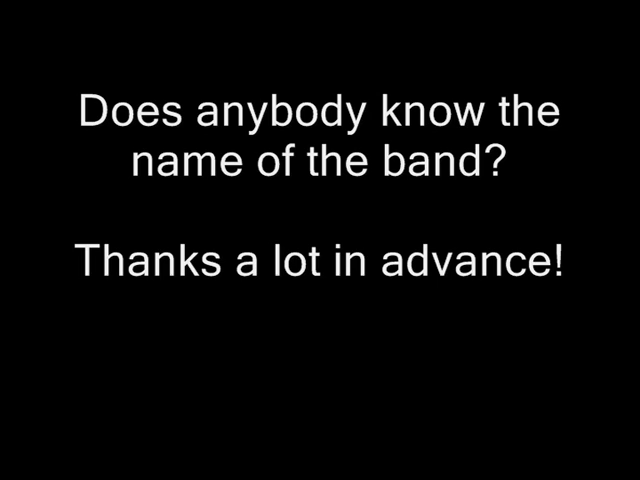 Does anybody know the
name of the band?
Thanks a lot in advance!